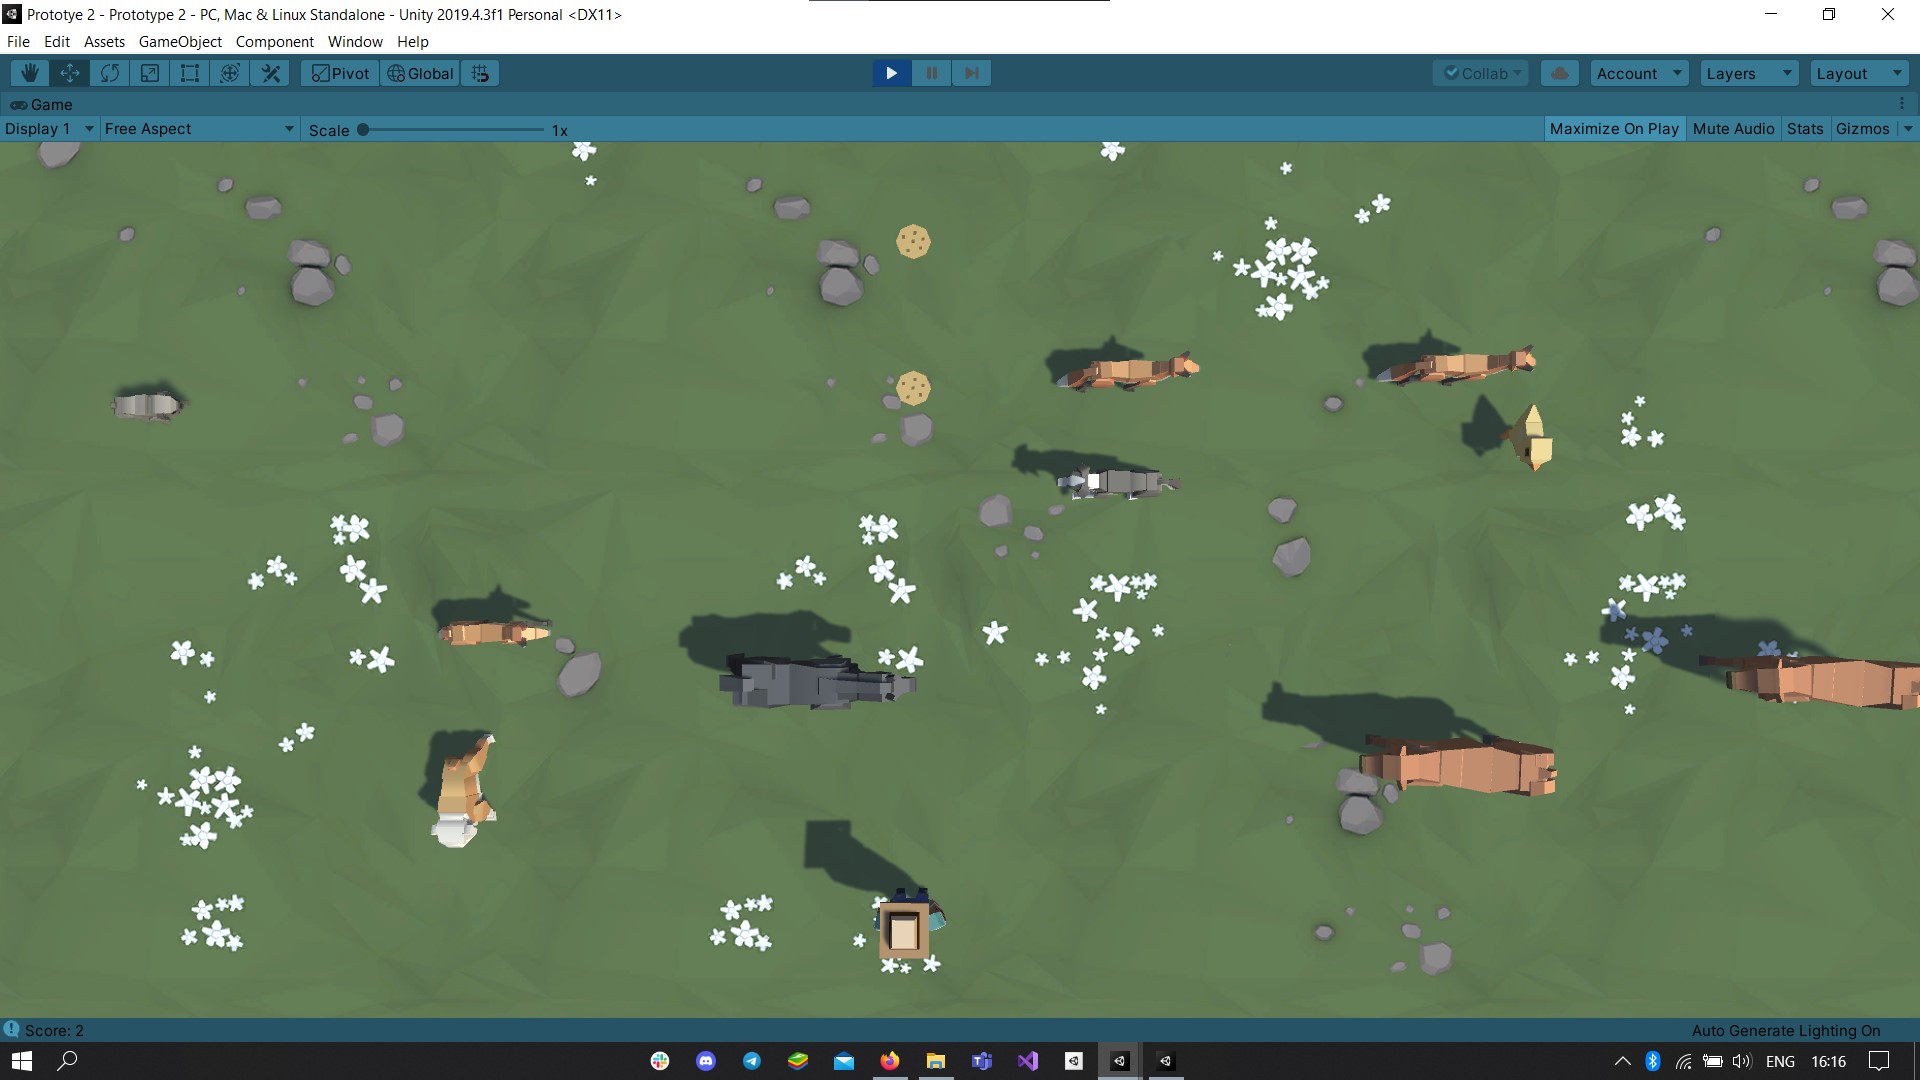 Prototye 2 - Prototype 2 - PC, Mac & Linux Standalone - Unity 2019.4.3f1 Personal <DX11>
File Edit Assets GameObject Component Window Help
Pivot Global Collab Account Layers Layout
Game
Display 1 Free Aspect Scale 1x Maximize On Play Mute Audio Stats Gizmos
Score: 2 Auto Generate Lighting On
ENG 16:16